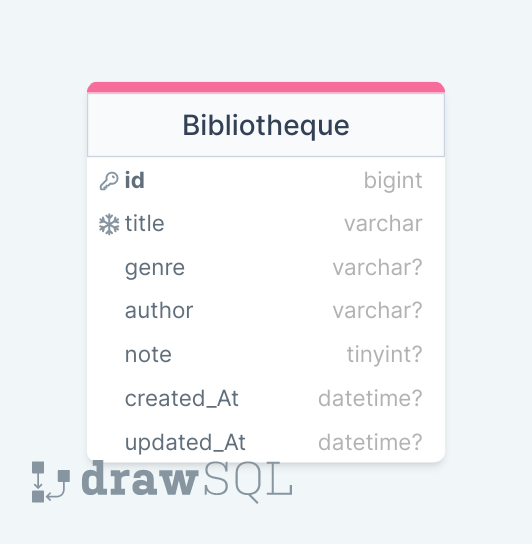 Bibliotheque
id bigint
title varchar
genre varchar?
author varchar?
note tinyint?
created_At datetime?
updated_At datetime?
drawSQL